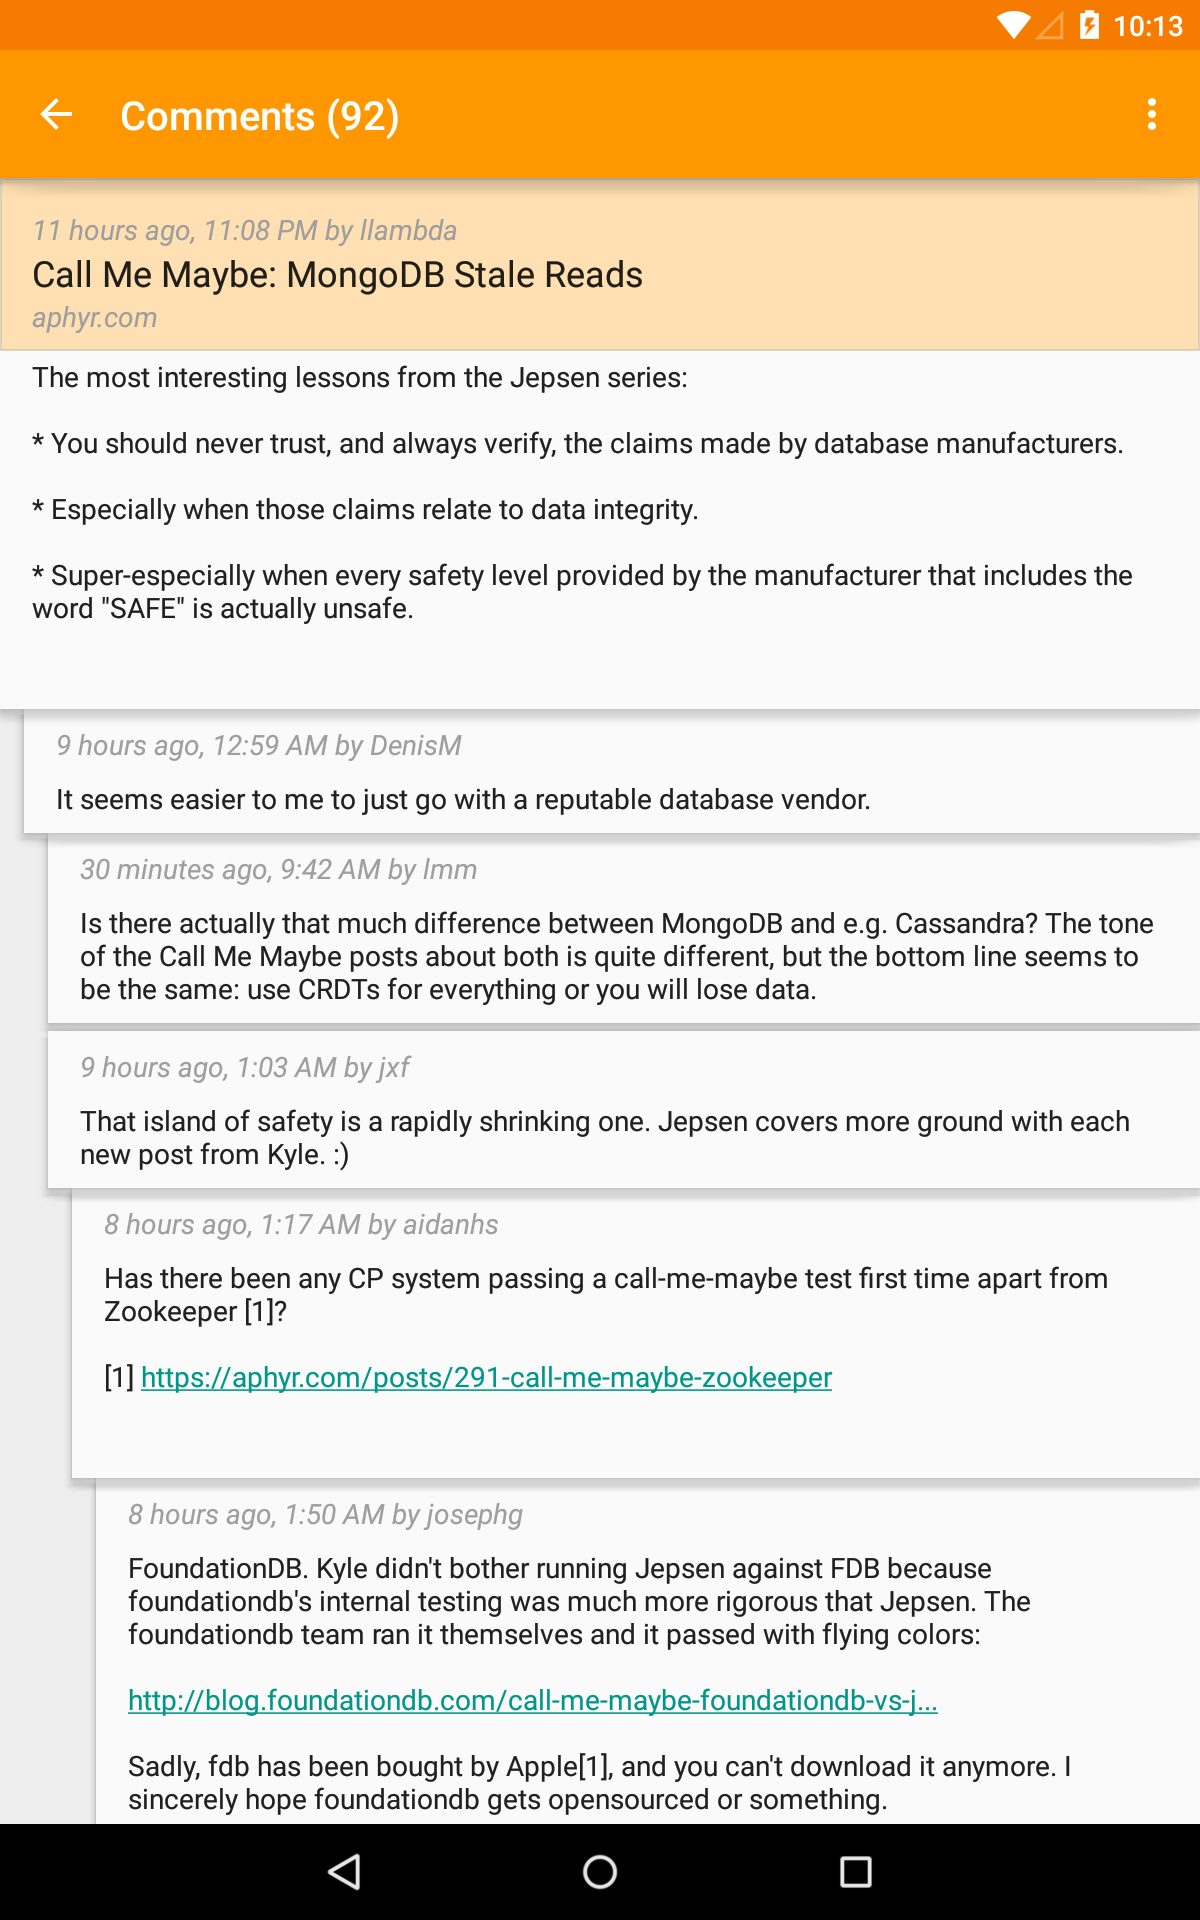 10:13
Comments (92)
11 hours ago, 11:08 PM by llambda
Call Me Maybe: MongoDB Stale Reads
aphyr.com
The most interesting lessons from the Jepsen series:
* You should never trust, and always verify, the claims made by database manufacturers.
* Especially when those claims relate to data integrity.
* Super-especially when every safety level provided by the manufacturer that includes the
word "SAFE" is actually unsafe.
9 hours ago, 12:59 AM by DenisM
It seems easier to me to just go with a reputable database vendor.
30 minutes ago, 9:42 AM by lmm
Is there actually that much difference between MongoDB and e.g. Cassandra? The tone
of the Call Me Maybe posts about both is quite different, but the bottom line seems to
be the same: use CRDTs for everything or you will lose data.
9 hours ago, 1:03 AM by jxf
That island of safety is a rapidly shrinking one. Jepsen covers more ground with each
new post from Kyle. :)
8 hours ago, 1:17 AM by aidanhs
Has there been any CP system passing a call-me-maybe test first time apart from
Zookeeper [1]?
[1] https://aphyr.com/posts/291-call-me-maybe-zookeeper
8 hours ago, 1:50 AM by josephg
FoundationDB. Kyle didn't bother running Jepsen against FDB because
foundationdb's internal testing was much more rigorous that Jepsen. The
foundationdb team ran it themselves and it passed with flying colors:
http://blog.foundationdb.com/call-me-maybe-foundationdb-vs-j...
Sadly, fdb has been bought by Apple[1], and you can't download it anymore. I
sincerely hope foundationdb gets opensourced or something.